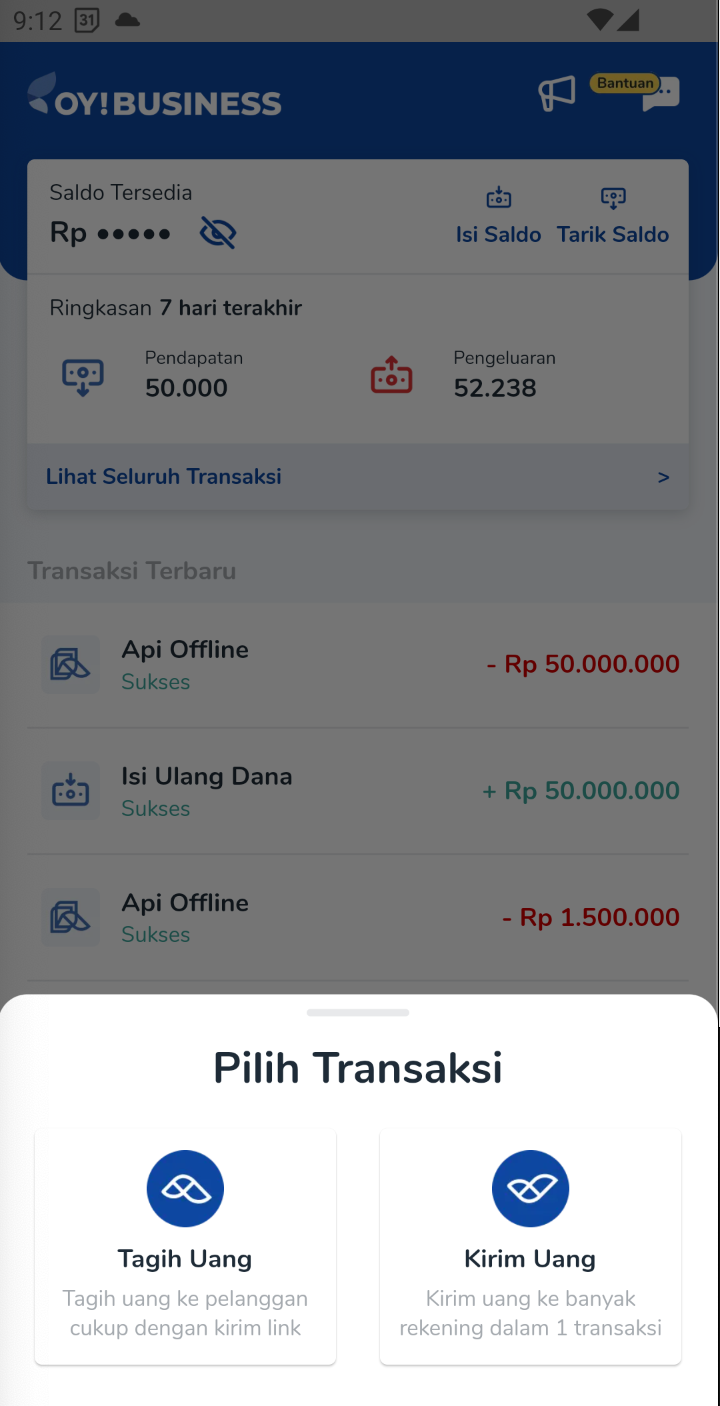 9:12
31
OY! BUSINESS
Bantuan
Saldo Tersedia
Rp •••••
Isi Saldo
Tarik Saldo
Ringkasan 7 hari terakhir
Pendapatan
50.000
Pengeluaran
52.238
Lihat Seluruh Transaksi >
Transaksi Terbaru
Api Offline
Sukses
- Rp 50.000.000
Isi Ulang Dana
Sukses
+ Rp 50.000.000
Api Offline
Sukses
- Rp 1.500.000
Pilih Transaksi
Tagih Uang
Tagih uang ke pelanggan
cukup dengan kirim link
Kirim Uang
Kirim uang ke banyak
rekening dalam 1 transaksi